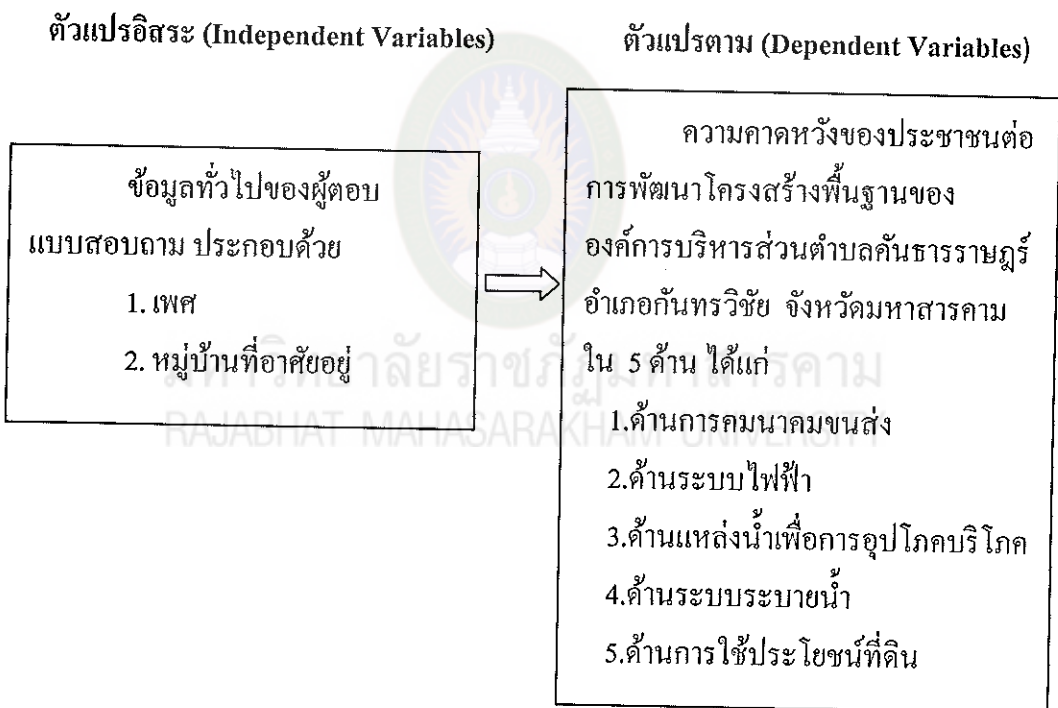 ตัวแปรอิสระ (Independent Variables)
ตัวแปรตาม (Dependent Variables)
ข้อมูลทั่วไปของผู้ตอบ
แบบสอบถาม ประกอบด้วย
1. เพศ
2. หมู่บ้านที่อาศัยอยู่
ความคาดหวังของประชาชนต่อ
การพัฒนาโครงสร้างพื้นฐานของ
องค์การบริหารส่วนตำบลคันธารราษฎร์
อำเภอกันทรวิชัย จังหวัดมหาสารคาม
ใน 5 ด้าน ได้แก่
1.ด้านการคมนาคมขนส่ง
2.ด้านระบบไฟฟ้า
3.ด้านแหล่งน้ำเพื่อการอุปโภคบริโภค
4.ด้านระบบระบายน้ำ
5.ด้านการใช้ประโยชน์ที่ดิน
มหาวิทยาลัยราชภัฏมหาสารคาม
RAJABHAT MAHASARAKHAM UNIVERSITY